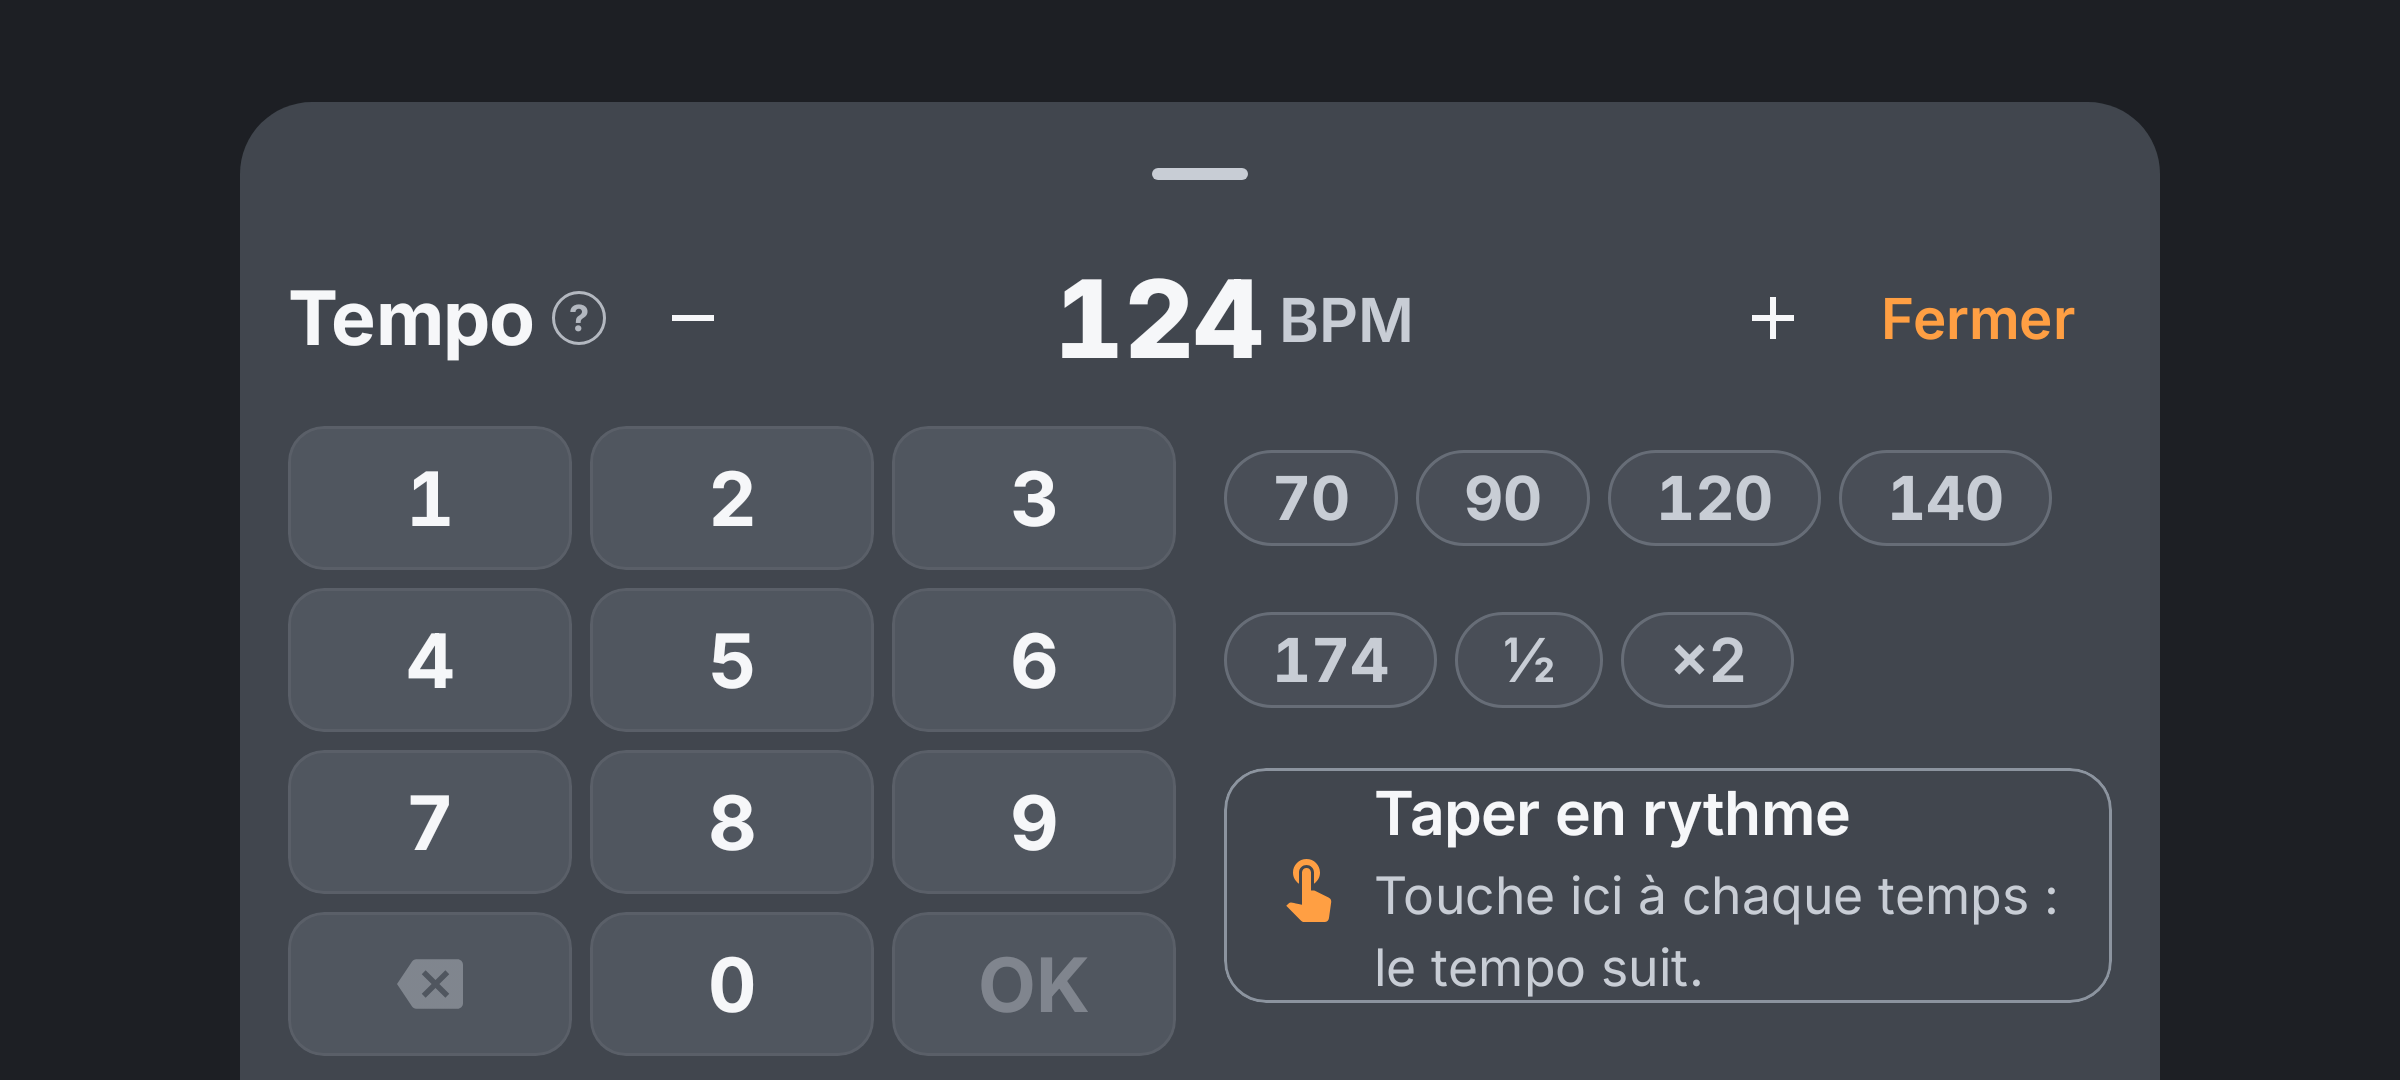 Tempo ? − 124 BPM + Fermer
1 2 3
70 90 120 140
4 5 6
174 ½ ×2
7 8 9
Taper en rythme
Touche ici à chaque temps :
le tempo suit.
0 OK